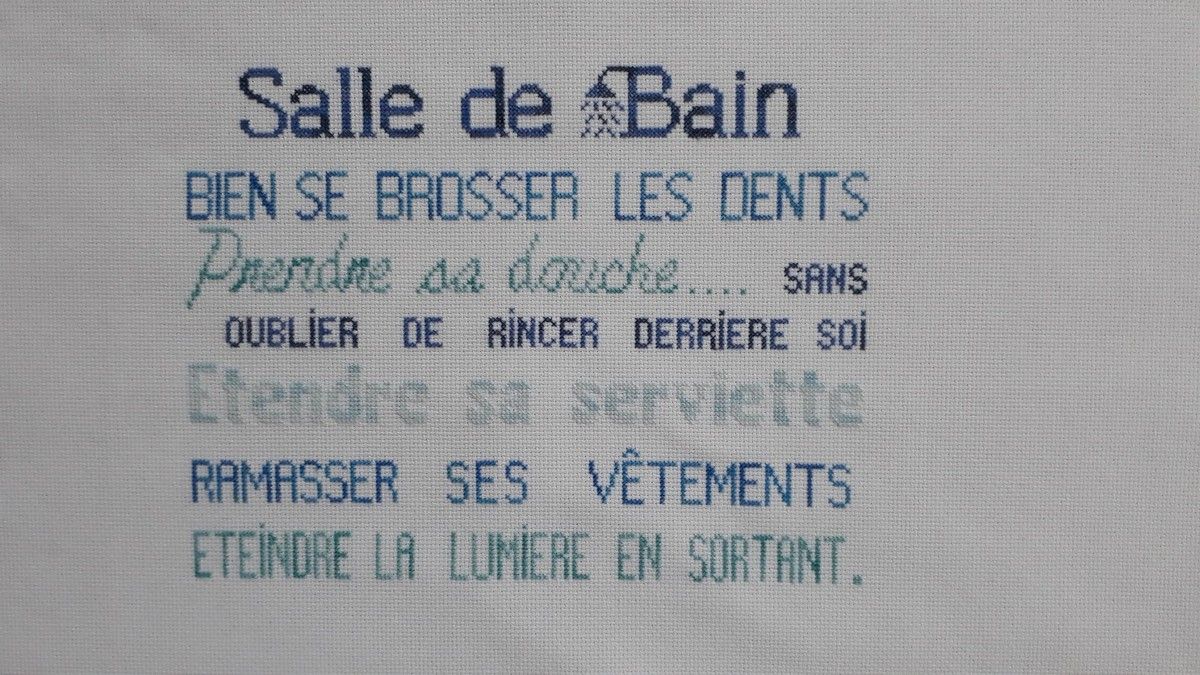 Salle de Bain
BIEN SE BROSSER LES DENTS
Prendre sa douche.... SANS
OUBLiER DE RiNCER DERRiERE SOi
Etendre sa serviette
RAMASSER SES VÊTEMENTS
ETEiNDRE LA LUMiERE EN SORTANT.